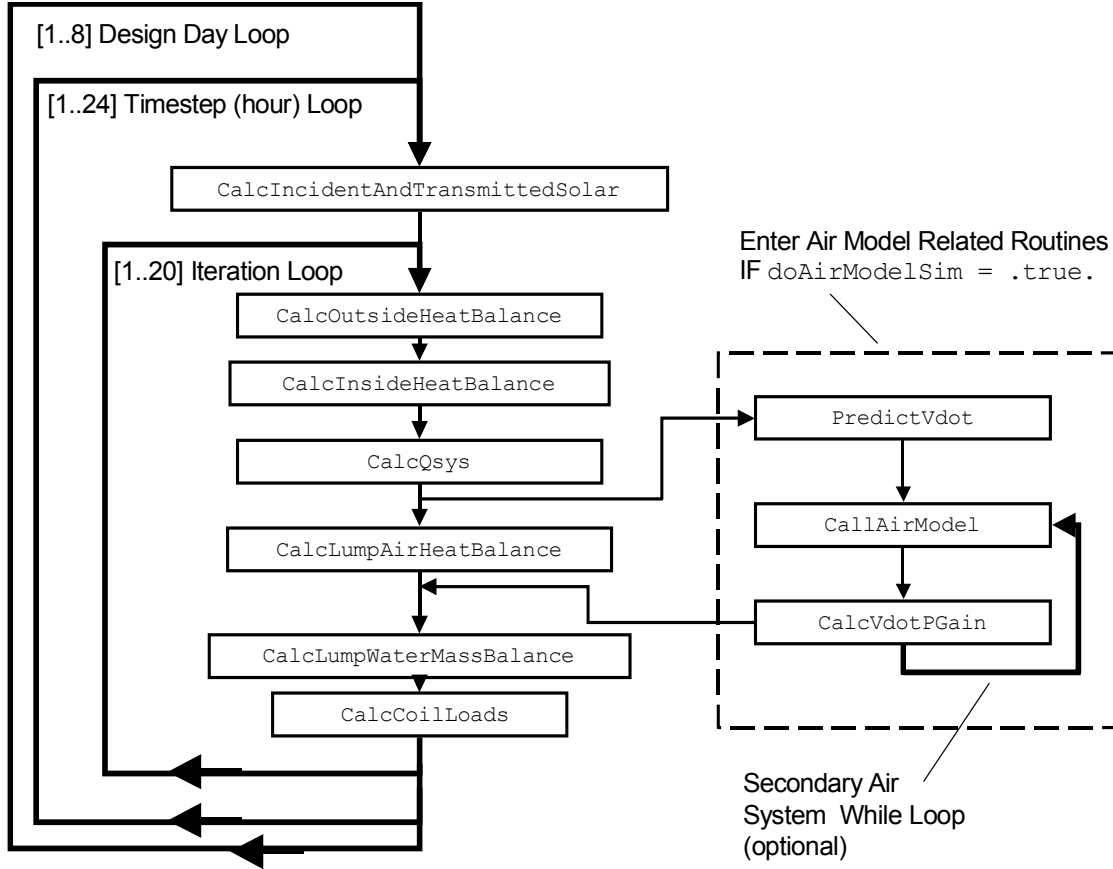 [1..8] Design Day Loop
[1..24] Timestep (hour) Loop
CalcIncidentAndTransmittedSolar
[1..20] Iteration Loop
CalcOutsideHeatBalance
CalcInsideHeatBalance
CalcQsys
CalcLumpAirHeatBalance
CalcLumpWaterMassBalance
CalcCoilLoads
Enter Air Model Related Routines
IF doAirModelSim = .true.
PredictVdot
CallAirModel
CalcVdotPGain
Secondary Air
System While Loop
(optional)